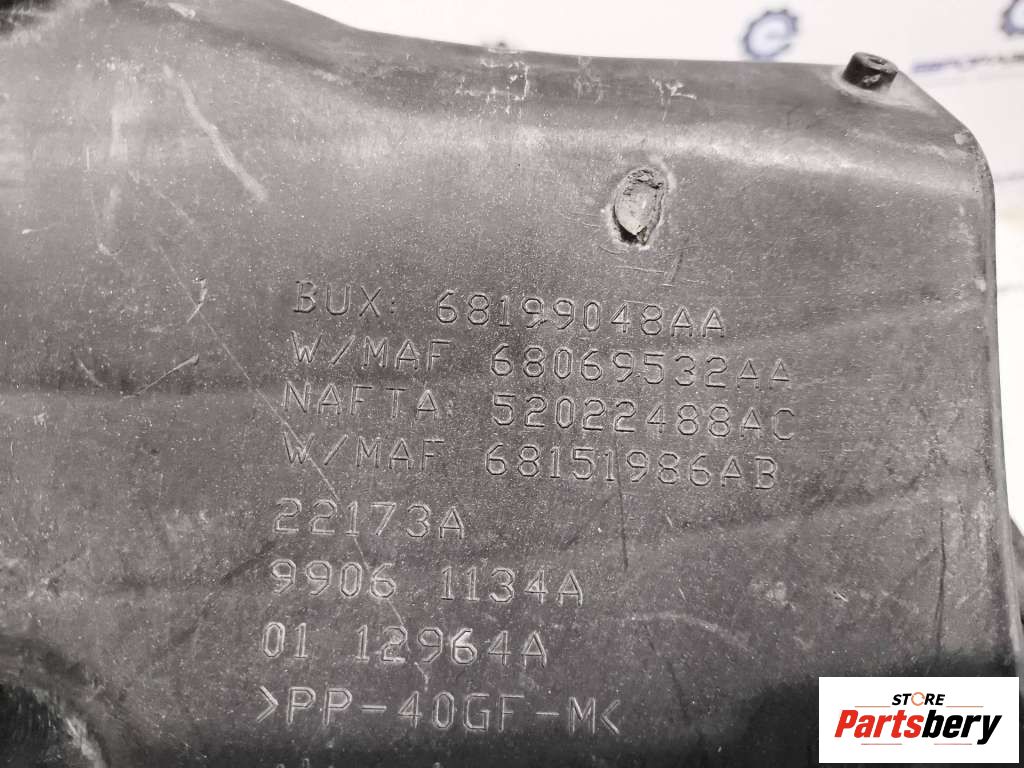 BUX: 68199048AA
W/MAF 68069532AA
NAFTA: 52022488AC
W/MAF 68151986AB
22173A
9906 1134A
01 12964A
>PP-40GF-M<
STORE
Partsbery